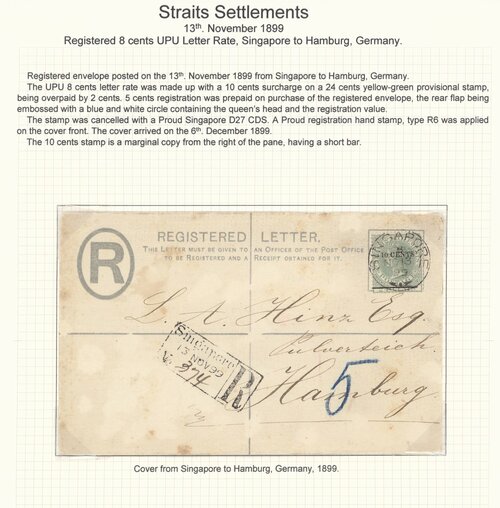 Straits Settlements
13th. November 1899
Registered 8 cents UPU Letter Rate, Singapore to Hamburg, Germany.
Registered envelope posted on the 13th. November 1899 from Singapore to Hamburg, Germany.
The UPU 8 cents letter rate was made up with a 10 cents surcharge on a 24 cents yellow-green provisional stamp,
being overpaid by 2 cents. 5 cents registration was prepaid on purchase of the registered envelope, the rear flap being
embossed with a blue and white circle containing the queen's head and the registration value.
The stamp was cancelled with a Proud Singapore D27 CDS. A Proud registration hand stamp, type R6 was applied
on the cover front. The cover arrived on the 6th. December 1899.
The 10 cents stamp is a marginal copy from the right of the pane, having a short bar.
R
REGISTERED LETTER.
THIS LETTER MUST BE GIVEN TO AN OFFICER OF THE POST OFFICE
TO BE REGISTERED AND A RECEIPT OBTAINED FOR IT.
SINGAPORE
10 CENTS
L. A. Hinz Esq.
Pulverteich.
Hamburg
Singapore
13 NOV 99
No. 374
R
5
Cover from Singapore to Hamburg, Germany, 1899.